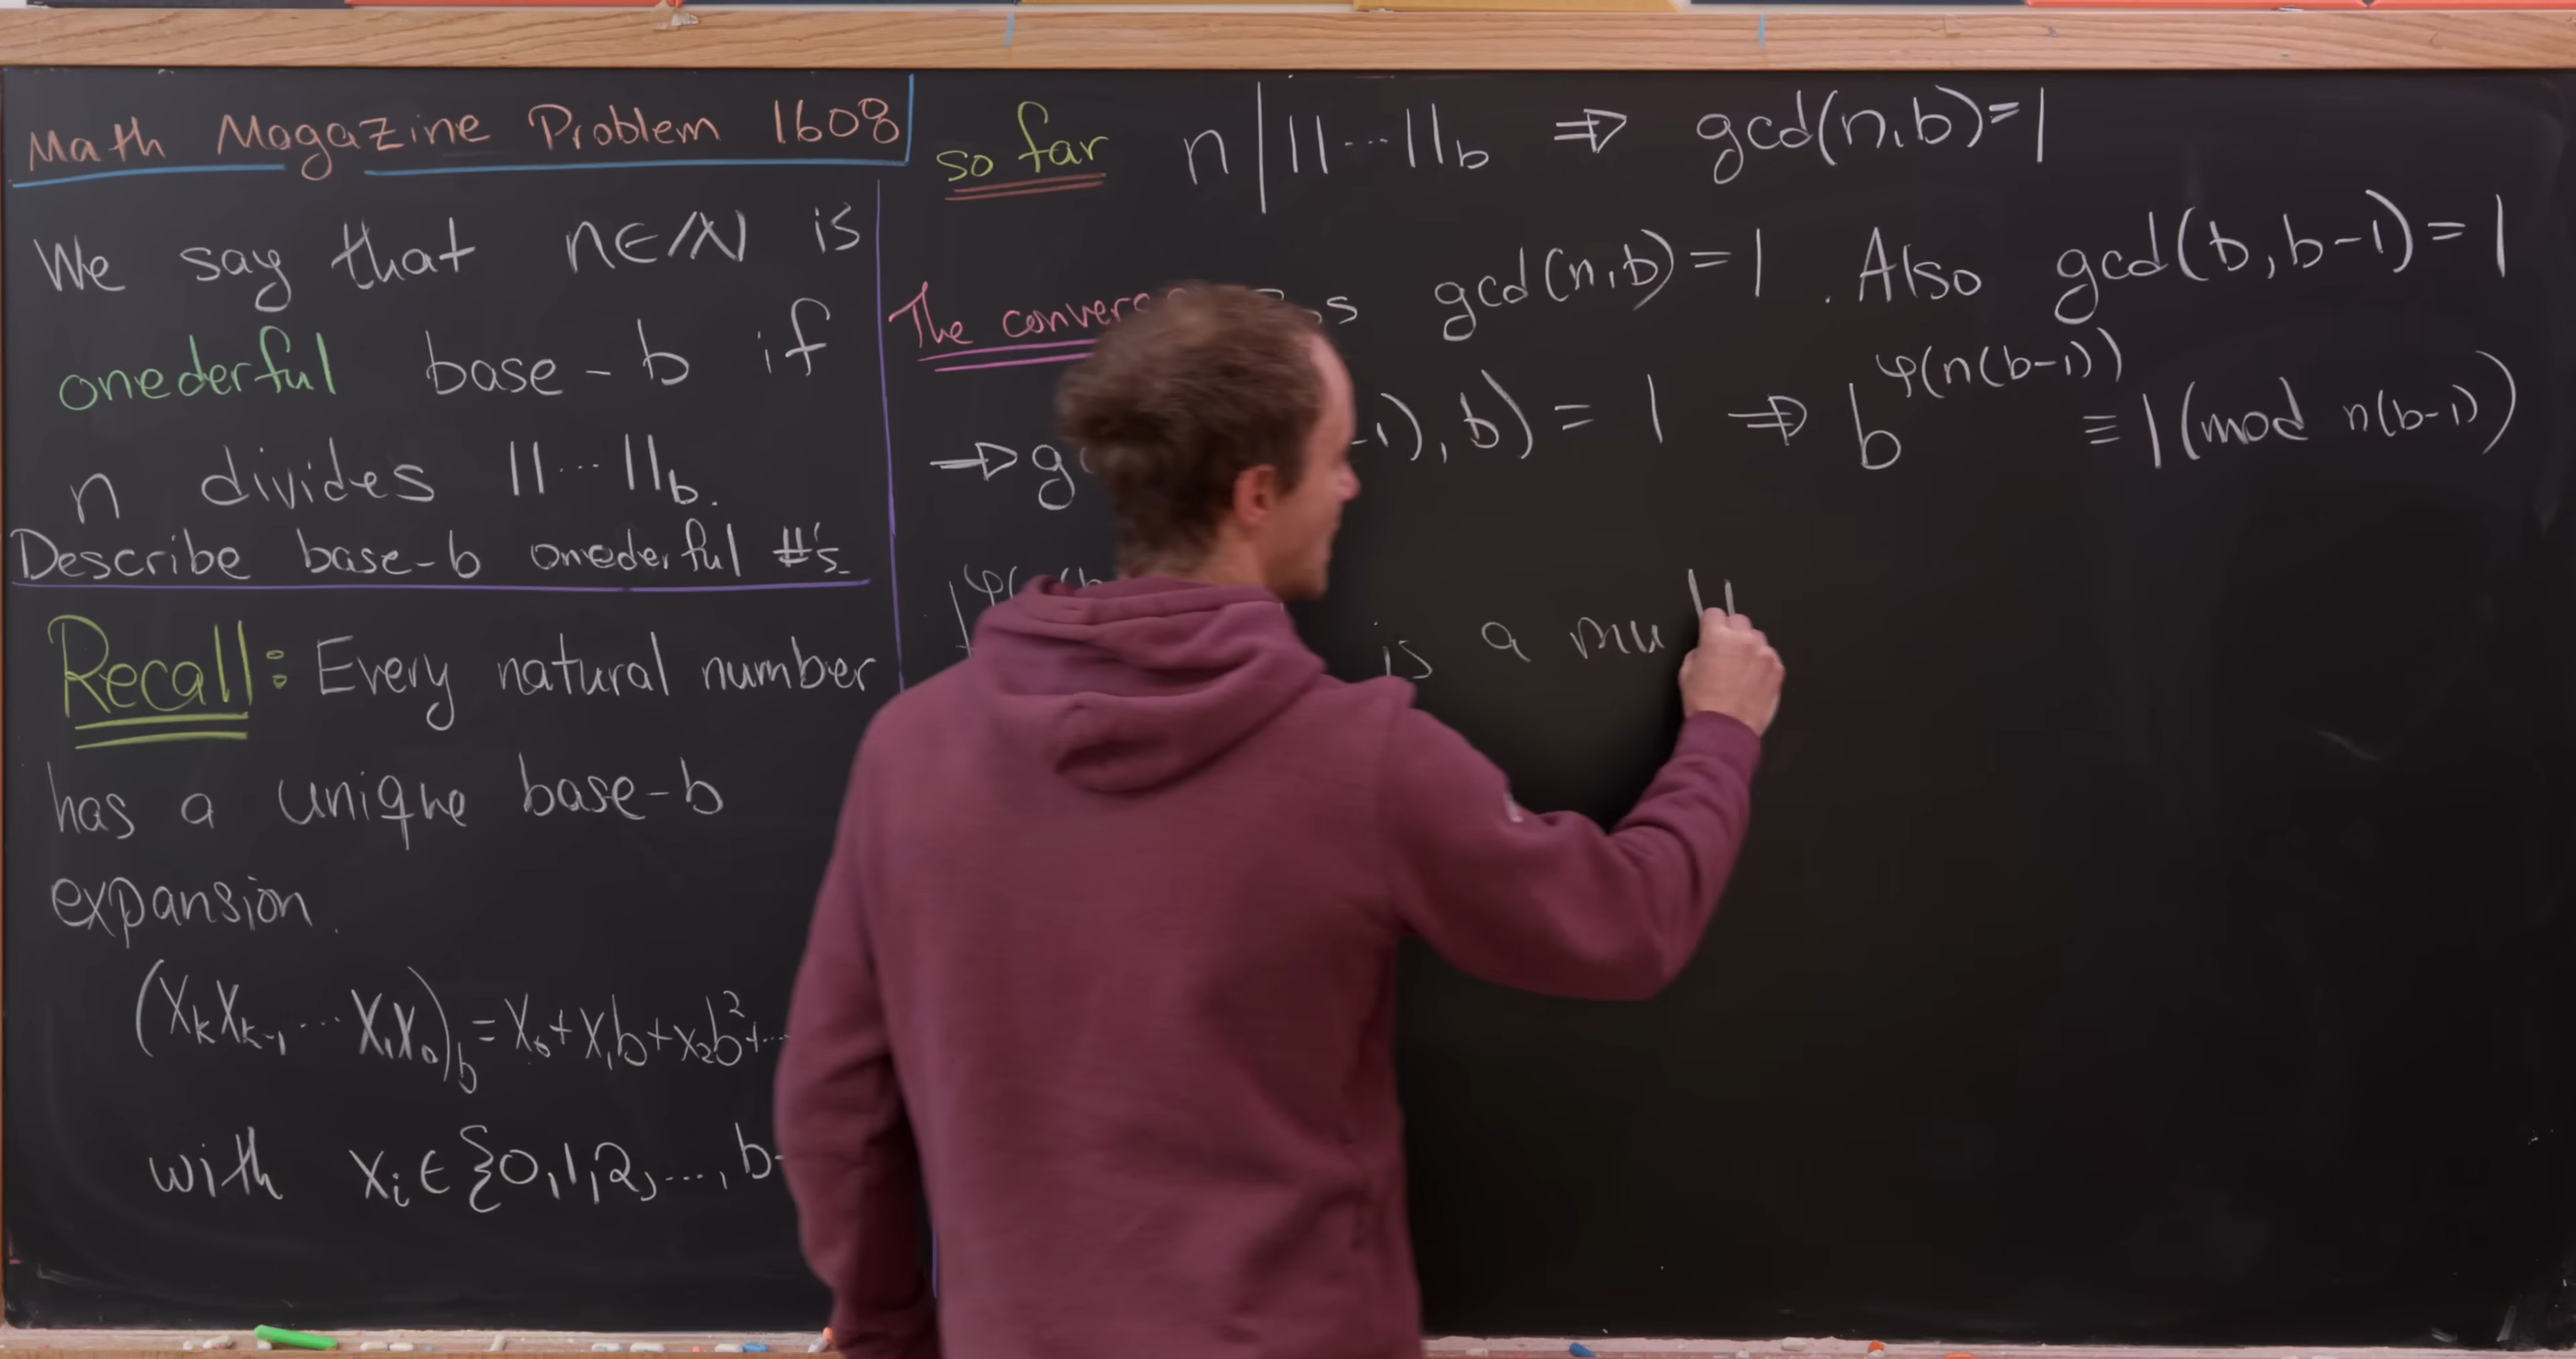 Math Magazine Problem 1608
We say that n∈ℕ is
onederful base-b if
n divides 11···11_b.
Describe base-b onederful #'s
Recall: Every natural number
has a unique base-b
expansion.
(X_k X_{k-1} ··· X_1 X_0)_b = X_0 + X_1 b + X_2 b^2 + ···
with X_i ∈ {0,1,2,...,b-
so far n | 11···11_b ⇒ gcd(n,b)=1
The gcd(n,b)=1. Also gcd(b,b-1)=1
⇒ -1), b) = 1 ⇒ b^{φ(n(b-1))} ≡ 1 (mod n(b-1))
φ( is a